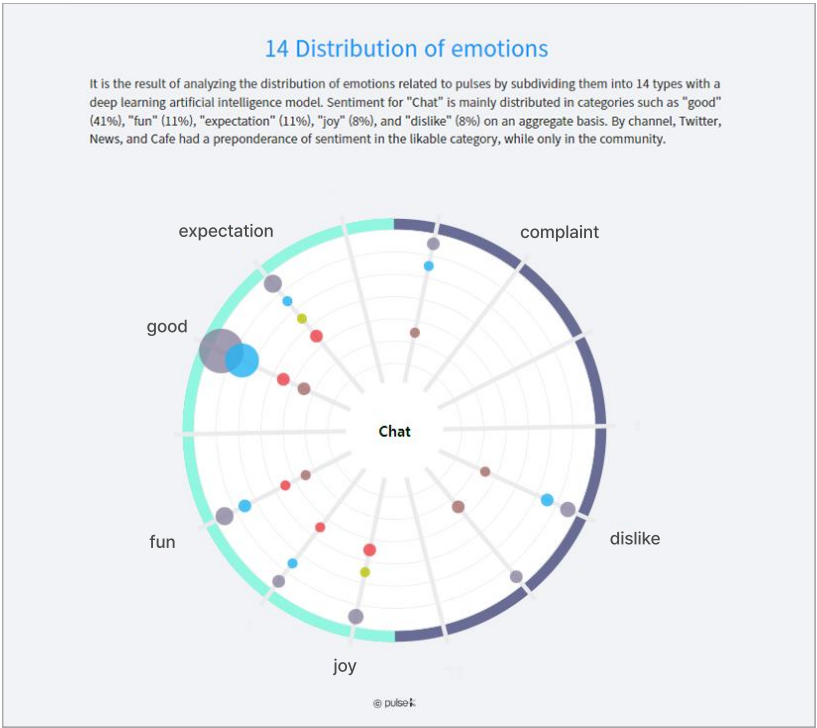 14 Distribution of emotions
It is the result of analyzing the distribution of emotions related to pulses by subdividing them into 14 types with a
deep learning artificial intelligence model. Sentiment for "Chat" is mainly distributed in categories such as "good"
(41%), "fun" (11%), "expectation" (11%), "joy" (8%), and "dislike" (8%) on an aggregate basis. By channel, Twitter,
News, and Cafe had a preponderance of sentiment in the likable category, while only in the community.
expectation
complaint
good
Chat
fun
dislike
joy
© pulse